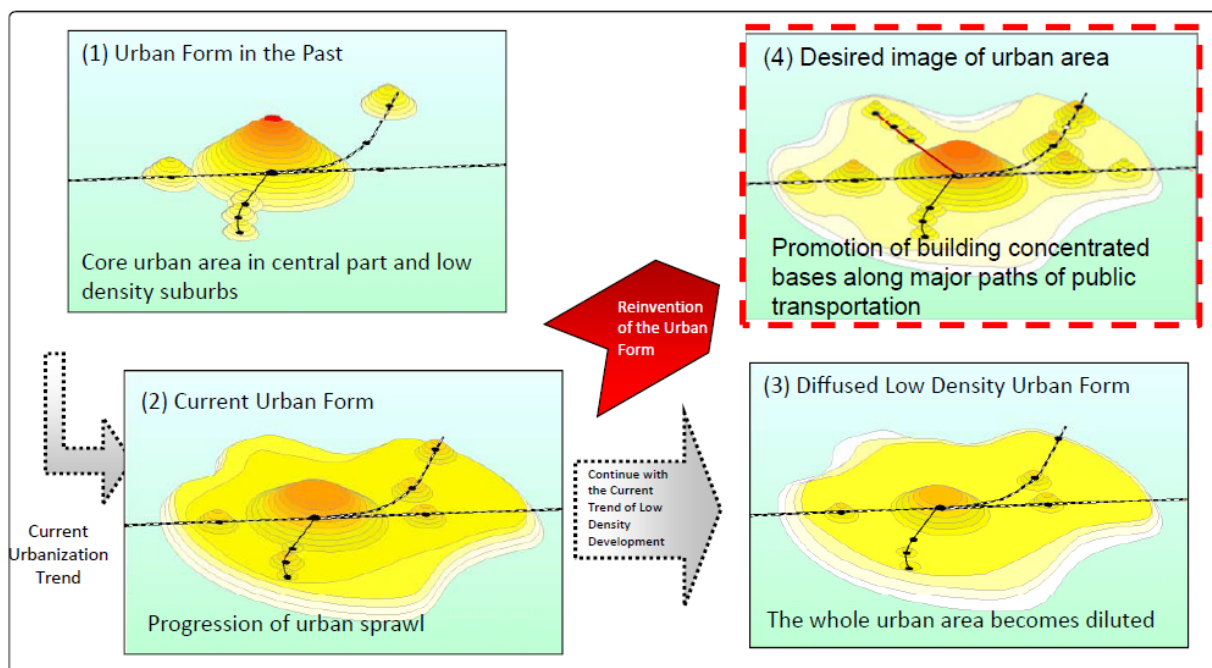 (1) Urban Form in the Past
Core urban area in central part and low
density suburbs
(4) Desired image of urban area
Promotion of building concentrated
bases along major paths of public
transportation
Reinvention
of the Urban
Form
Current
Urbanization
Trend
(2) Current Urban Form
Progression of urban sprawl
Continue with
the Current
Trend of Low
Density
Development
(3) Diffused Low Density Urban Form
The whole urban area becomes diluted